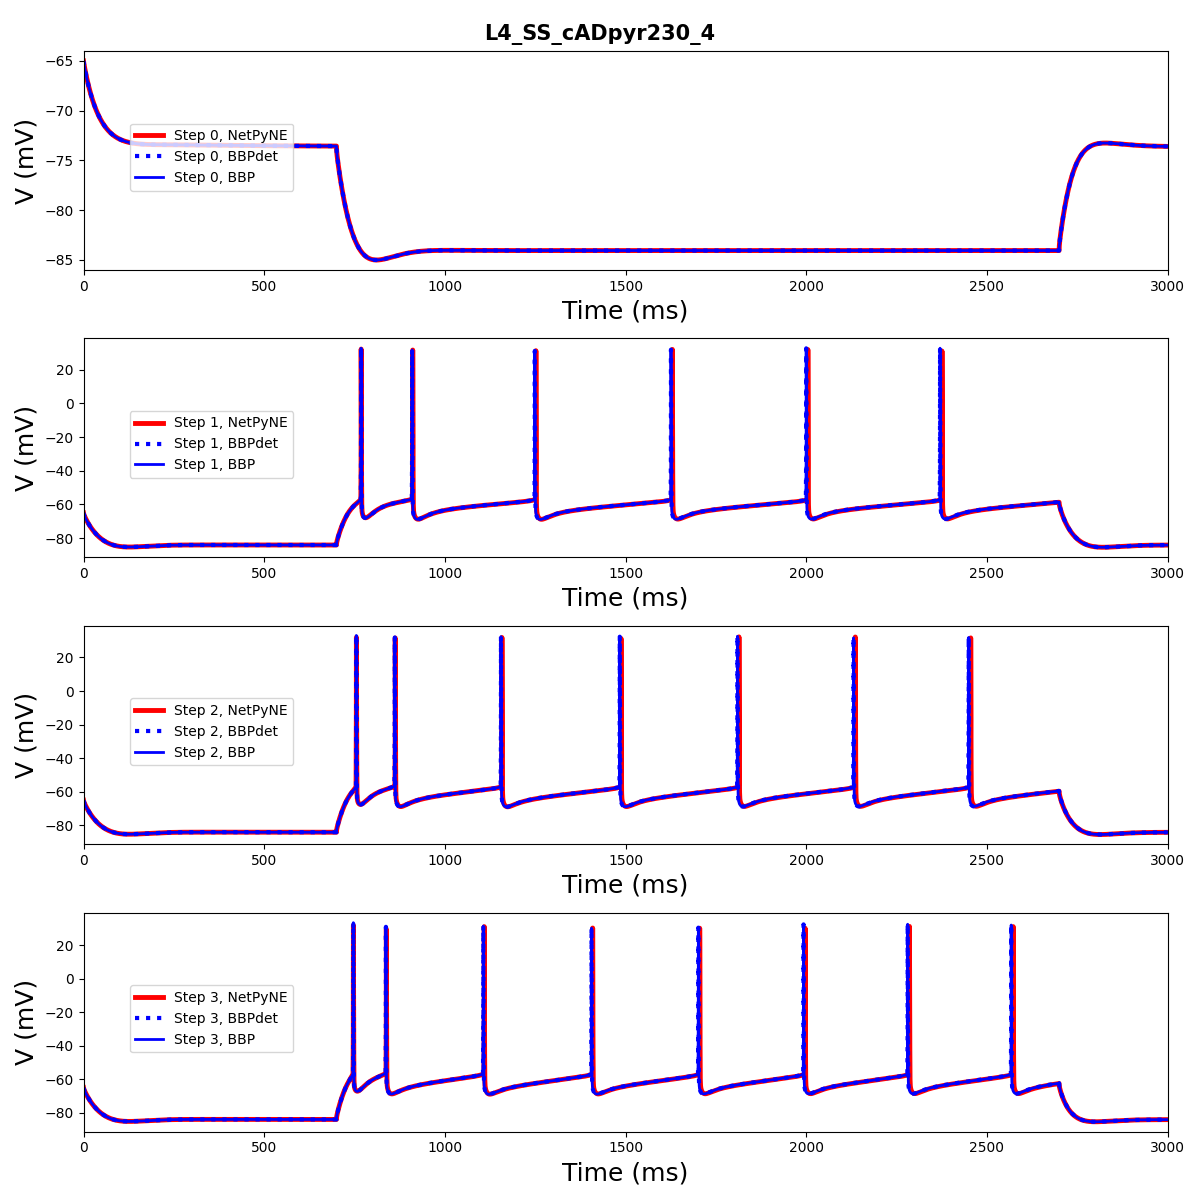 L4_SS_cADpyr230_4
−65
−70
−75
−80
−85
V (mV)
Step 0, NetPyNE
Step 0, BBPdet
Step 0, BBP
0 500 1000 1500 2000 2500 3000
Time (ms)
20
0
−20
−40
−60
−80
V (mV)
Step 1, NetPyNE
Step 1, BBPdet
Step 1, BBP
0 500 1000 1500 2000 2500 3000
Time (ms)
20
0
−20
−40
−60
−80
V (mV)
Step 2, NetPyNE
Step 2, BBPdet
Step 2, BBP
0 500 1000 1500 2000 2500 3000
Time (ms)
20
0
−20
−40
−60
−80
V (mV)
Step 3, NetPyNE
Step 3, BBPdet
Step 3, BBP
0 500 1000 1500 2000 2500 3000
Time (ms)